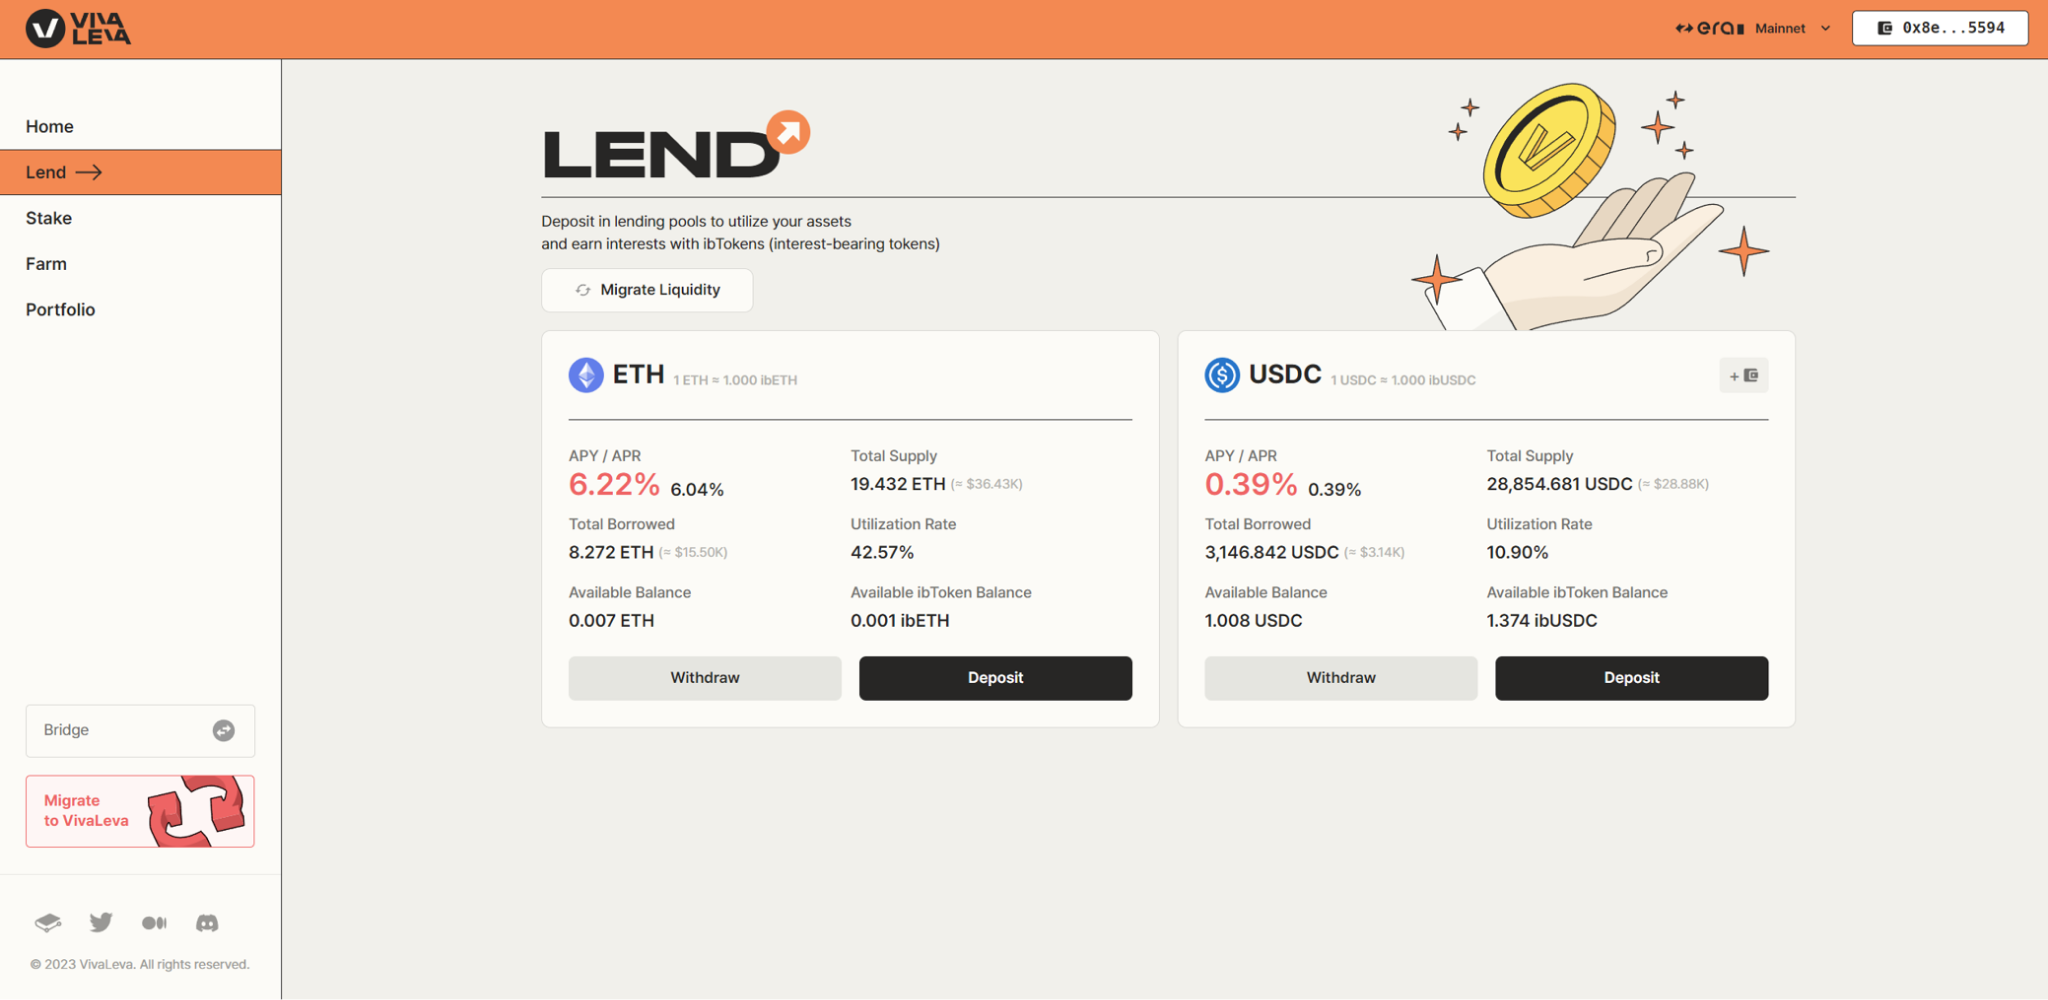 VIVA
LEVA
era
Mainnet
0x8e...5594
Home
Lend
Stake
Farm
Portfolio
Bridge
Migrate
to VivaLeva
© 2023 VivaLeva. All rights reserved.
LEND
Deposit in lending pools to utilize your assets
and earn interests with ibTokens (interest-bearing tokens)
Migrate Liquidity
ETH 1 ETH ≈ 1.000 ibETH
APY / APR
6.22% 6.04%
Total Supply
19.432 ETH (≈ $36.43K)
Total Borrowed
8.272 ETH (≈ $15.50K)
Utilization Rate
42.57%
Available Balance
0.007 ETH
Available ibToken Balance
0.001 ibETH
Withdraw
Deposit
USDC 1 USDC ≈ 1.000 ibUSDC
+
APY / APR
0.39% 0.39%
Total Supply
28,854.681 USDC (≈ $28.88K)
Total Borrowed
3,146.842 USDC (≈ $3.14K)
Utilization Rate
10.90%
Available Balance
1.008 USDC
Available ibToken Balance
1.374 ibUSDC
Withdraw
Deposit